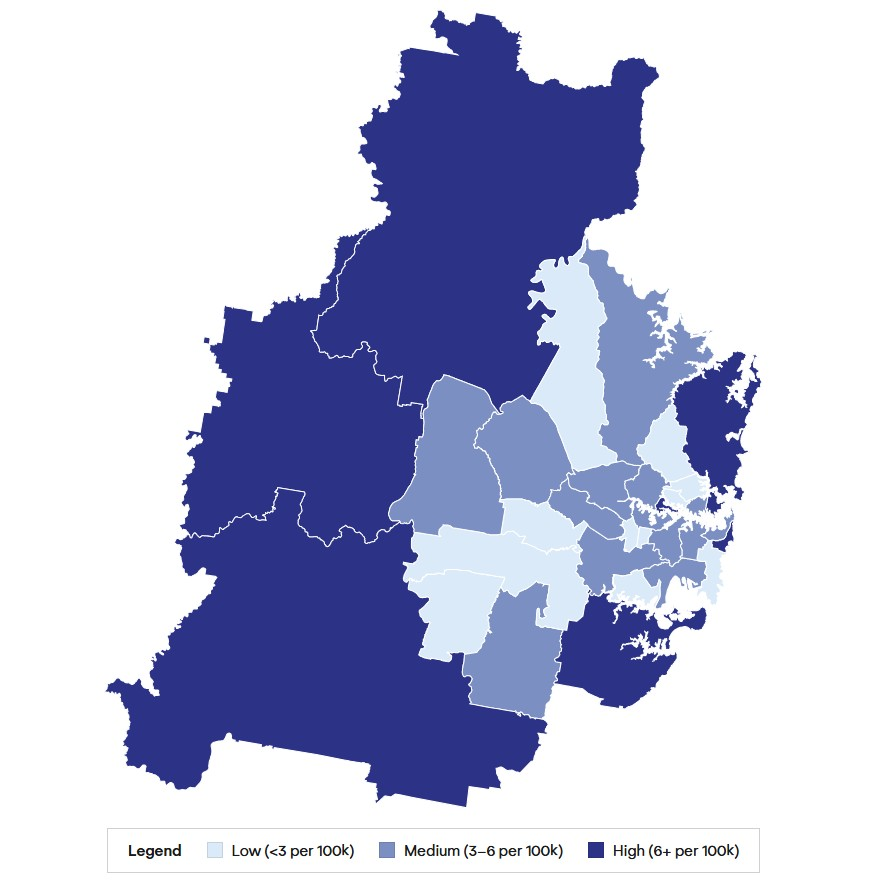 Legend Low (<3 per 100k) Medium (3–6 per 100k) High (6+ per 100k)